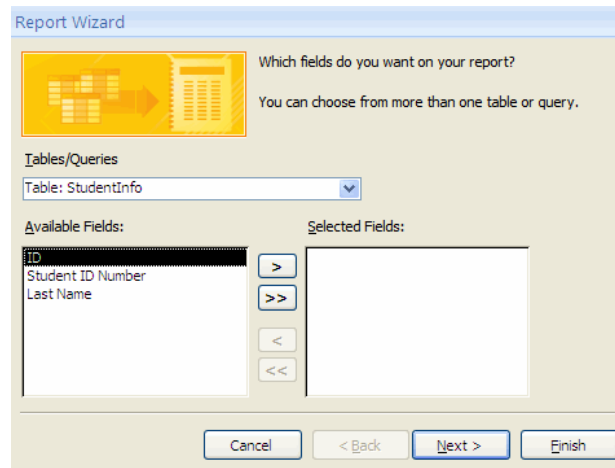 Report Wizard
Which fields do you want on your report?
You can choose from more than one table or query.
Tables/Queries
Table: StudentInfo
Available Fields:
Selected Fields:
ID
Student ID Number
Last Name
>
>>
<
<<
Cancel
< Back
Next >
Finish